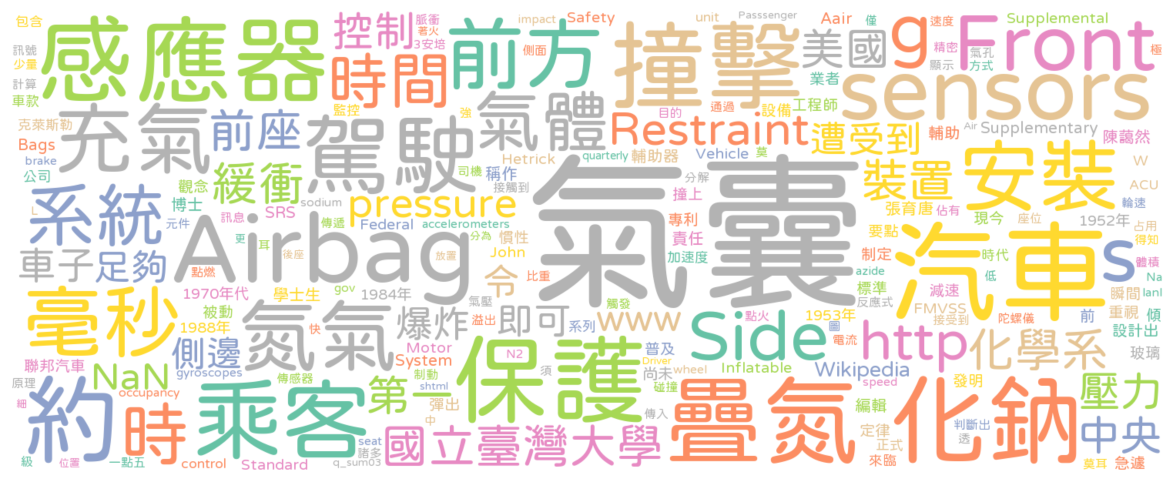 包含
感應器
控制
脈衝
著火
3安培
impact
Safety
unit
Passsenger
Aair
僅
速度
Supplemental
訊號
少量
前方
側面
撞擊
美國
g
精密
Front
氣孔
方式
極
計算
時間
業者
顯示
sensors
車款
充氣
監控
強
氣體
目的
通過
設備
工程師
克萊斯勒
前座
駕駛
Restraint
遭受到
輔助
Air
Supplementary
陳藹然
Bags
brake
公司
觀念
緩衝
司機
稱作
Hetrick
quarterly
輔助器
Vehicle
莫
裝置
安裝
W
ACU
接觸到
撞上
分解
氣囊
系統
博士
SRS
sodium
pressure
專利
張育唐
佔有
現今
座位
1952年
輪速
L
元件
訊息
傳遞
Federal
accelerometers
責任
要點
占用
得知
車子
足夠
更
耳
後座
Airbag
分為
放置
慣性
John
加速度
制定
汽車
時代
s
體積
點燃
令
低
azide
Na
1970年代
gov
1984年
氣壓
觸發
比重
標準
減速
瞬間
lanl
毫秒
學士生
被動
爆炸
溢出
即可
反應式
1953年
FMVSS
接受到
陀螺儀
重視
傾
1988年
快
系列
點火
www
圖
電流
前
設計出
側邊
氮氣
Motor
N2
普及
Side
http
化學系
玻璃
聯邦汽車
System
尚未
Driver
wheel
原理
NaN
gyroscopes
傳感器
制動
shtml
保護
須
碰撞
Inflatable
Wikipedia
發明
細
occupancy
第一
彈出
speed
編輯
壓力
約
時
乘客
中
傳入
疊氮化鈉
定律
判斷出
透
中央
seat
諸多
國立臺灣大學
正式
級
位置
一點五
control
Standard
q_sum03
來臨
莫耳
急遽